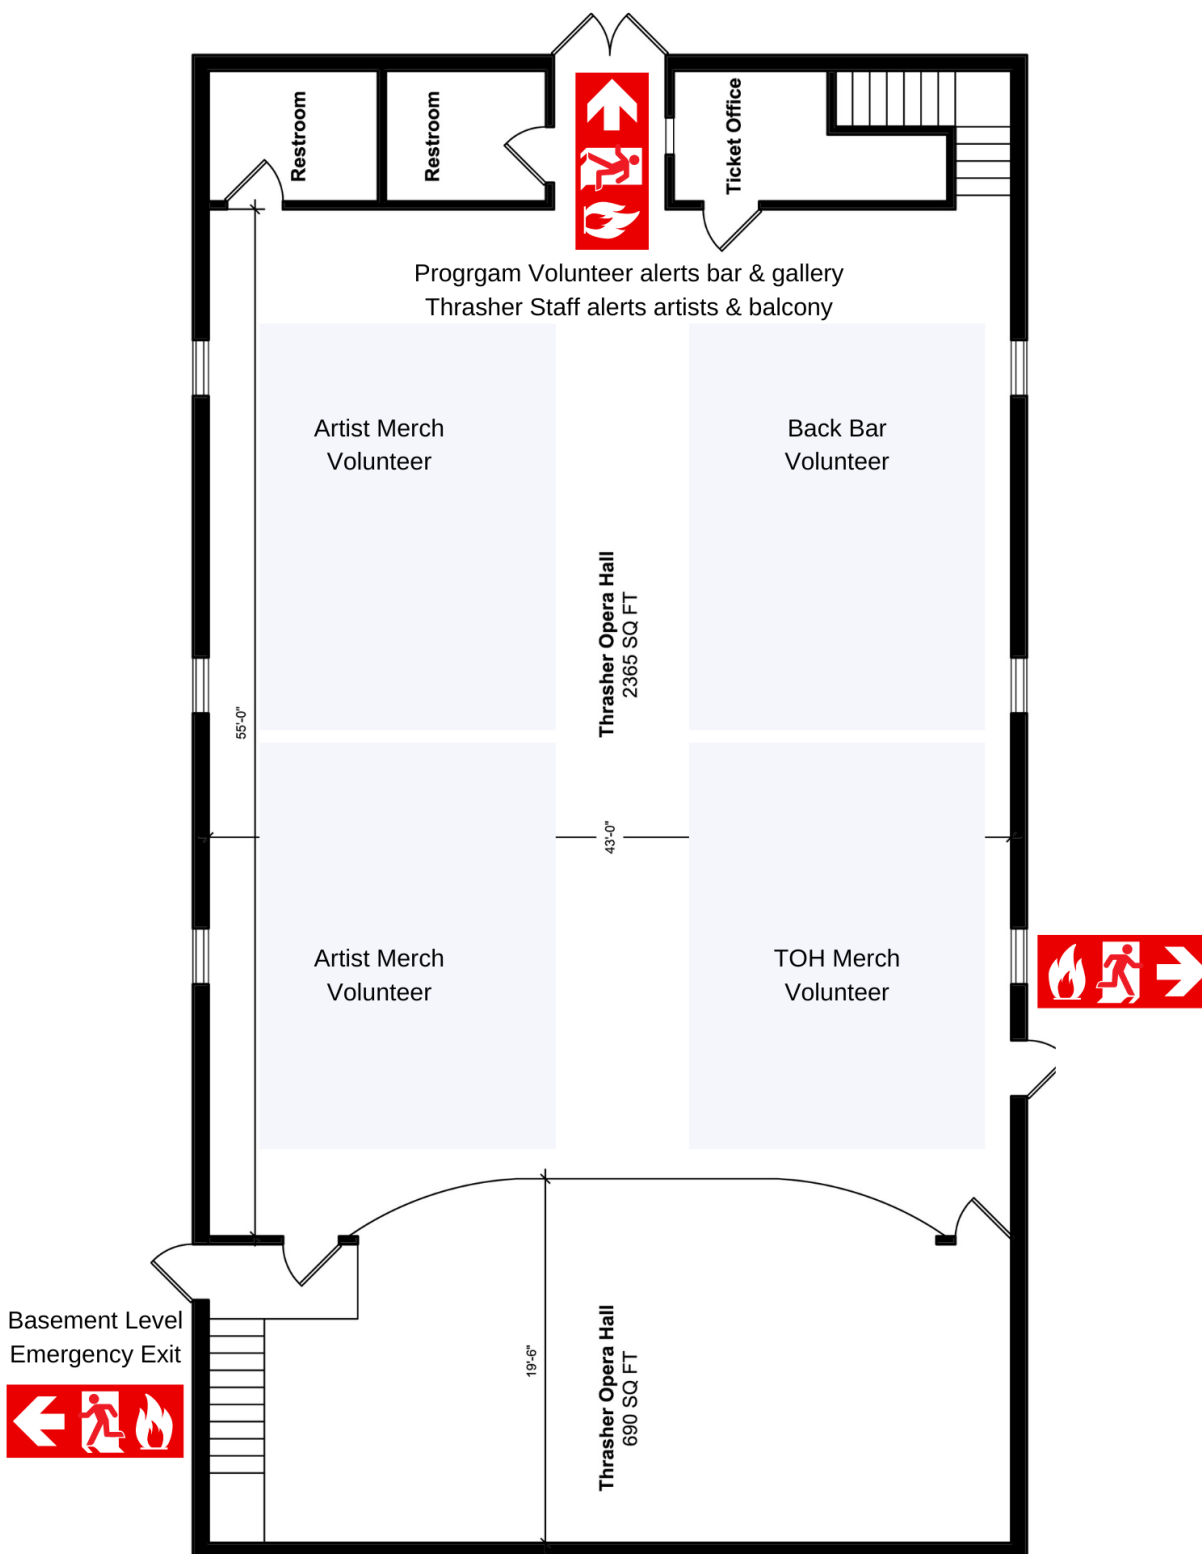 Restroom
Restroom
Ticket Office
Progrgam Volunteer alerts bar & gallery
Thrasher Staff alerts artists & balcony
Artist Merch
Volunteer
Back Bar
Volunteer
Thrasher Opera Hall
2365 SQ FT
55'-0"
43'-0"
Artist Merch
Volunteer
TOH Merch
Volunteer
Basement Level
Emergency Exit
19'-6"
Thrasher Opera Hall
690 SQ FT